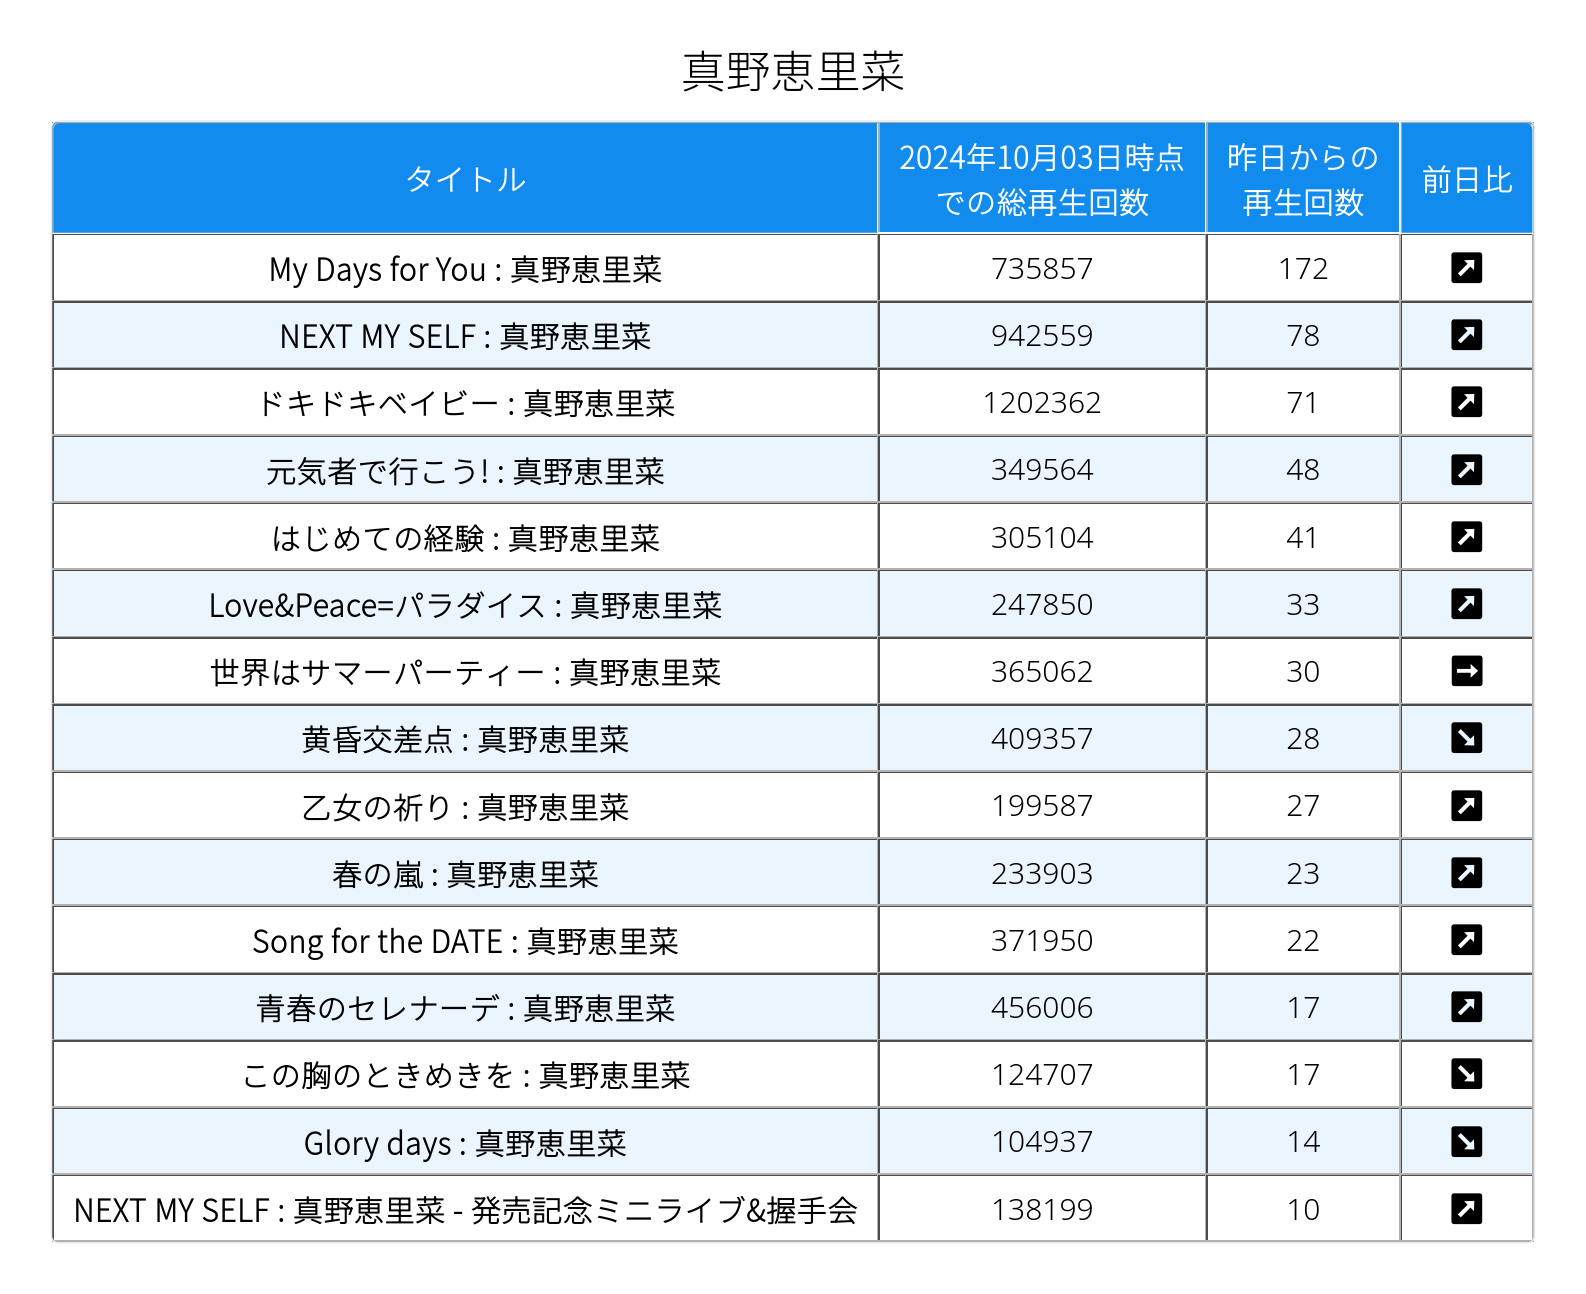 真野恵里菜
タイトル
2024年10月03日時点
での総再生回数
昨日からの
再生回数
前日比
My Days for You : 真野恵里菜 735857 172 ↗
NEXT MY SELF : 真野恵里菜 942559 78 ↗
ドキドキベイビー : 真野恵里菜 1202362 71 ↗
元気者で行こう! : 真野恵里菜 349564 48 ↗
はじめての経験 : 真野恵里菜 305104 41 ↗
Love&Peace=パラダイス : 真野恵里菜 247850 33 ↗
世界はサマーパーティー : 真野恵里菜 365062 30 →
黄昏交差点 : 真野恵里菜 409357 28 ↘
乙女の祈り : 真野恵里菜 199587 27 ↗
春の嵐 : 真野恵里菜 233903 23 ↗
Song for the DATE : 真野恵里菜 371950 22 ↗
青春のセレナーデ : 真野恵里菜 456006 17 ↗
この胸のときめきを : 真野恵里菜 124707 17 ↘
Glory days : 真野恵里菜 104937 14 ↘
NEXT MY SELF : 真野恵里菜 - 発売記念ミニライブ&握手会 138199 10 ↗